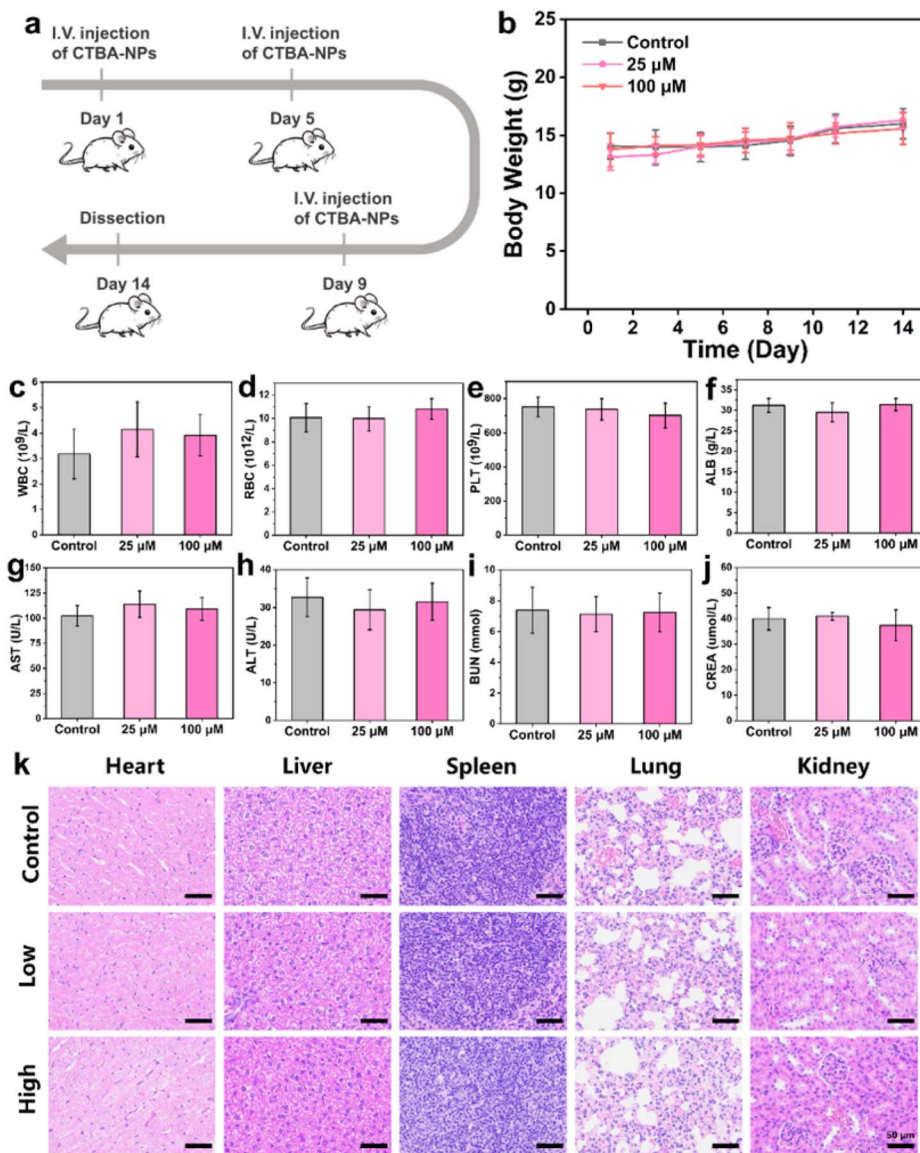 a
I.V. injection
of CTBA-NPs
I.V. injection
of CTBA-NPs
Day 1
Day 5
Dissection
I.V. injection
of CTBA-NPs
Day 14
Day 9
b
Body Weight (g)
25
20
15
10
5
0
Control
25 μM
100 μM
0 2 4 6 8 10 12 14
Time (Day)
c
WBC (10⁹/L)
6
5
4
3
2
1
0
Control 25 μM 100 μM
d
RBC (10¹²/L)
12
10
8
6
4
2
0
Control 25 μM 100 μM
e
PLT (10⁹/L)
800
600
400
200
0
Control 25 μM 100 μM
f
ALB (g/L)
35
30
25
20
15
10
5
0
Control 25 μM 100 μM
g
AST (U/L)
150
125
100
75
50
25
0
Control 25 μM 100 μM
h
ALT (U/L)
40
30
20
10
0
Control 25 μM 100 μM
i
BUN (mmol)
10
8
6
4
2
0
Control 25 μM 100 μM
j
CREA (umol/L)
60
50
40
30
20
10
0
Control 25 μM 100 μM
k
Heart Liver Spleen Lung Kidney
Control
Low
High
50 μm